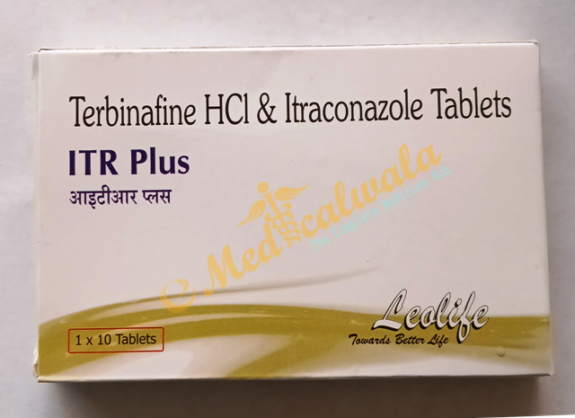 Terbinafine HCl & Itraconazole Tablets
ITR Plus
आइटीआर प्लस
e Medicalwala
1 x 10 Tablets
Leolife
Towards Better Life